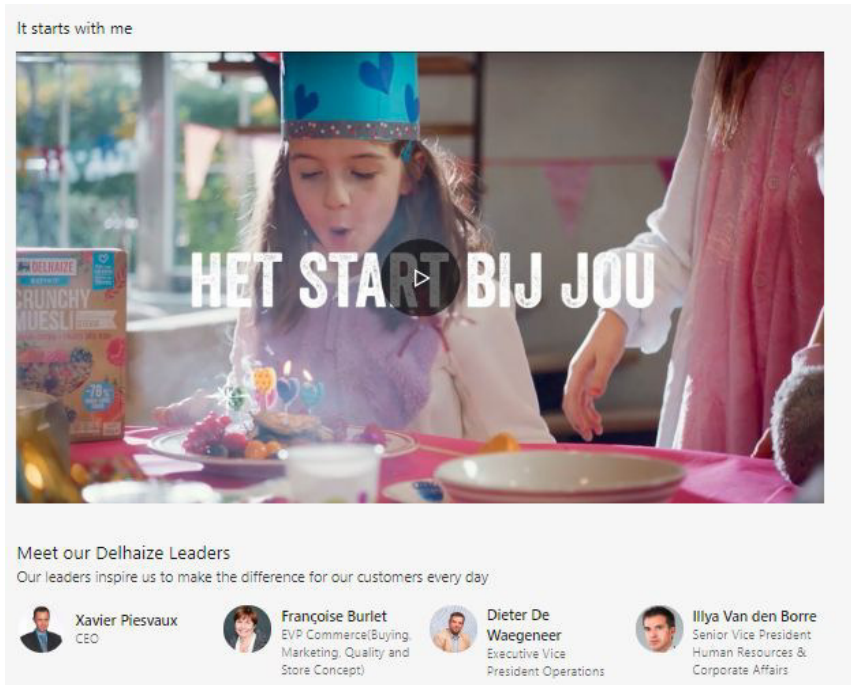 It starts with me
HET START BIJ JOU
DELHAIZE
CRUNCHY
MUESLI
-78%
Meet our Delhaize Leaders
Our leaders inspire us to make the difference for our customers every day
Xavier Piesvaux
CEO
Françoise Burlet
EVP Commerce(Buying,
Marketing, Quality and
Store Concept)
Dieter De
Waegeneer
Executive Vice
President Operations
Illya Van den Borre
Senior Vice President
Human Resources &
Corporate Affairs